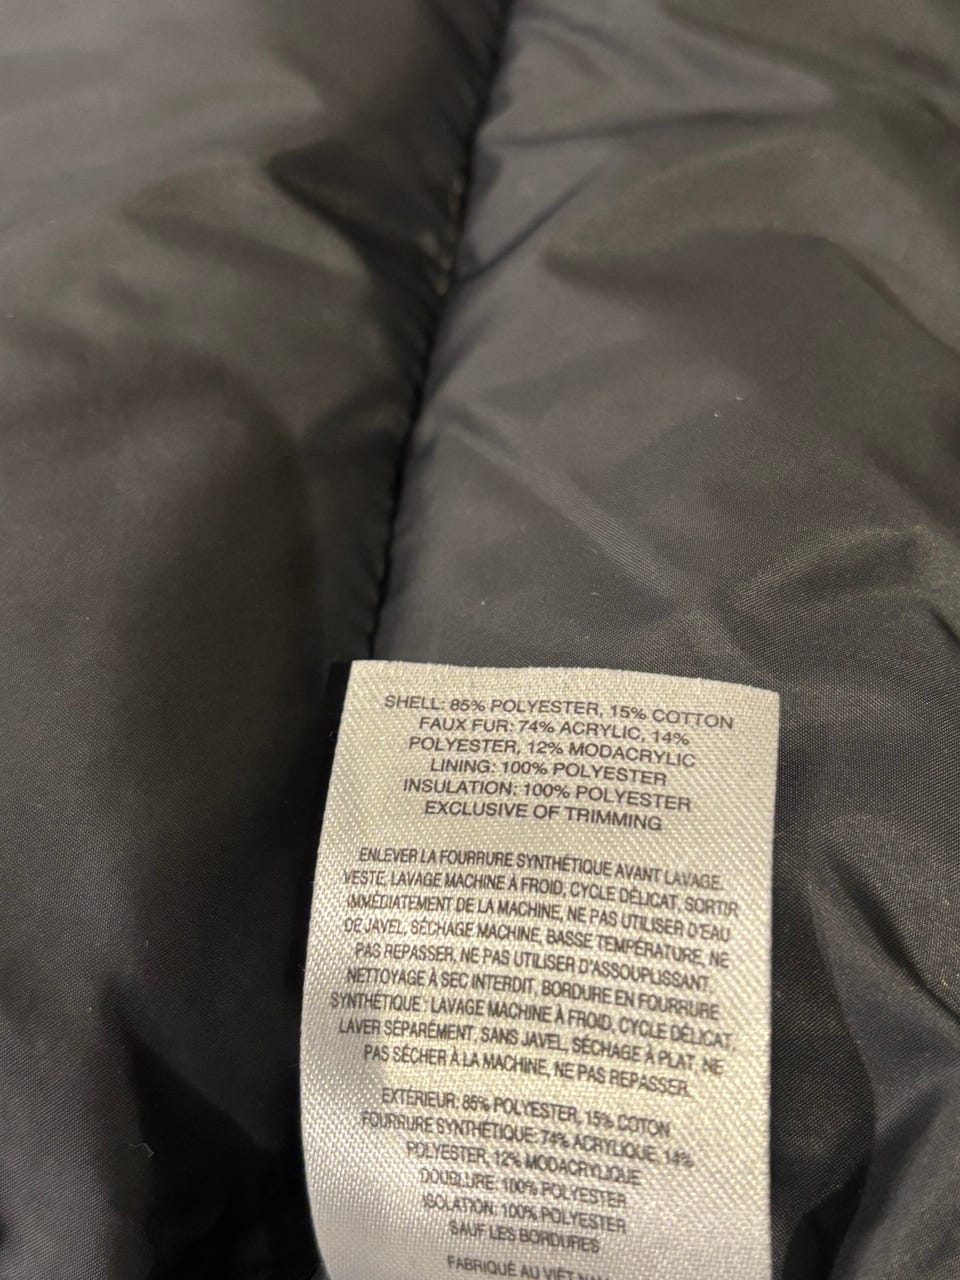 SHELL: 85% POLYESTER, 15% COTTON
FAUX FUR: 74% ACRYLIC, 14%
POLYESTER, 12% MODACRYLIC
LINING: 100% POLYESTER
INSULATION: 100% POLYESTER
EXCLUSIVE OF TRIMMING
ENLEVER LA FOURRURE SYNTHÉTIQUE AVANT LAVAGE.
VESTE, LAVAGE MACHINE À FROID, CYCLE DÉLICAT, SORTIR
IMMÉDIATEMENT DE LA MACHINE, NE PAS UTILISER D'EAU
DE JAVEL, SÉCHAGE MACHINE, BASSE TEMPÉRATURE, NE
PAS REPASSER, NE PAS UTILISER D'ASSOUPLISSANT,
NETTOYAGE À SEC INTERDIT, BORDURE EN FOURRURE
SYNTHÉTIQUE : LAVAGE MACHINE À FROID, CYCLE DÉLICAT,
LAVER SÉPARÉMENT, SANS JAVEL, SÉCHAGE À PLAT, NE
PAS SÉCHER À LA MACHINE, NE PAS REPASSER.
EXTÉRIEUR: 85% POLYESTER, 15% COTON
FOURRURE SYNTHÉTIQUE: 74% ACRYLIQUE, 14%
POLYESTER, 12% MODACRYLIQUE
DOUBLURE: 100% POLYESTER
ISOLATION: 100% POLYESTER
SAUF LES BORDURES
FABRIQUÉ AU VIÊT NAM